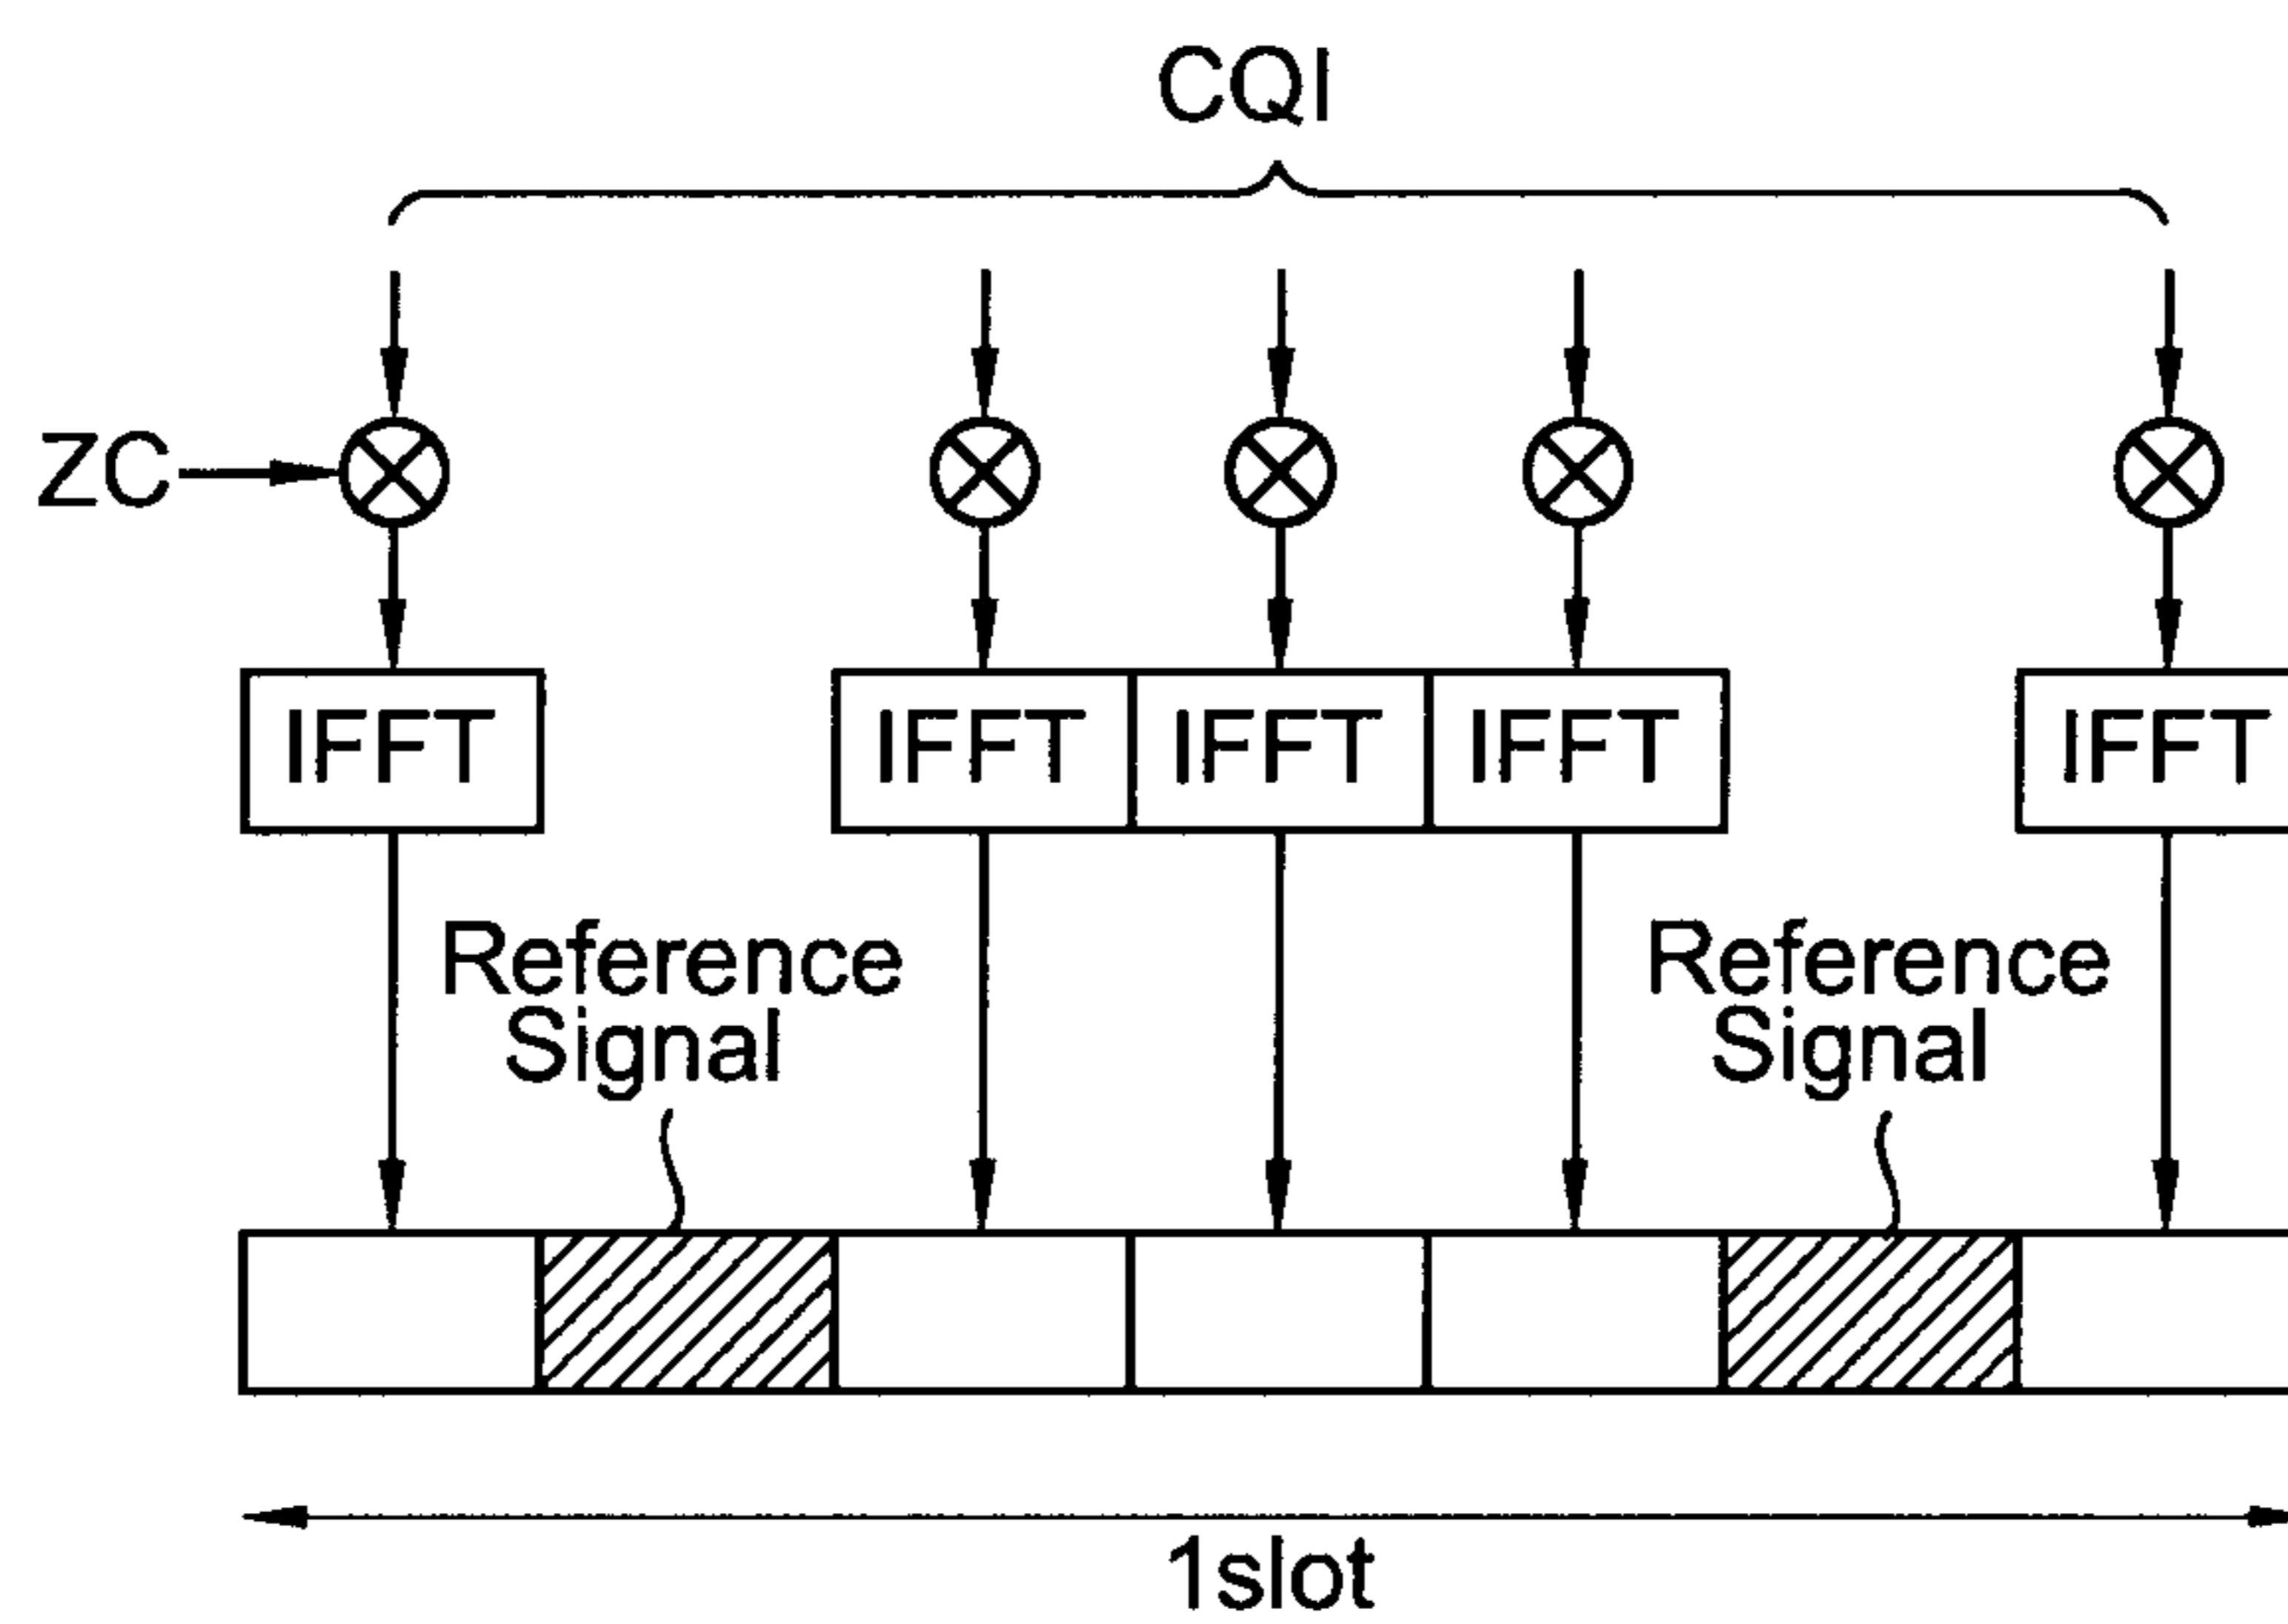 CQI
ZC
IFFT IFFT IFFT IFFT IFFT
Reference
Signal
Reference
Signal
1slot